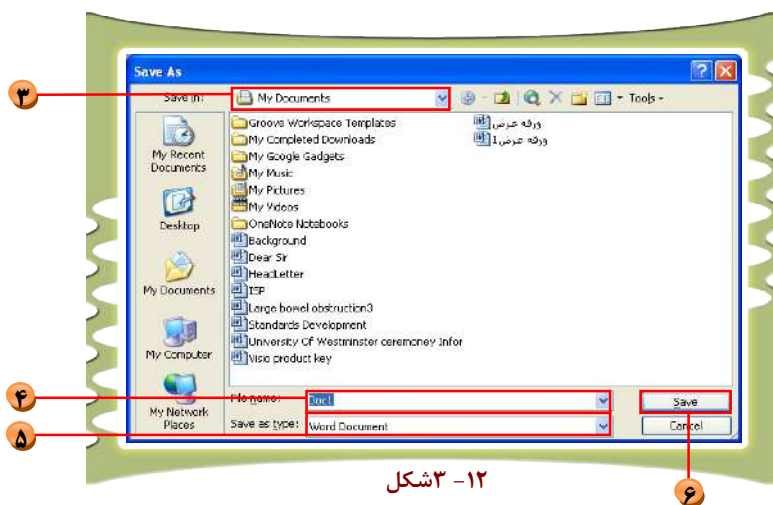 Save As
۳
Save in:
My Documents
Tools
My Recent Documents
Desktop
My Documents
My Computer
My Network Places
Groove Workspace Templates
My Completed Downloads
My Google Gadgets
My Music
My Pictures
My Videos
OneNote Notebooks
Background
Dear Sir
HeadLetter
ISP
Large bowel obstruction3
Standards Development
University Of Westminster ceremoney Infor
Visio product key
ورقه عرض
ورقه عرض1
۴
File name:
Doc1
Save
۵
Save as type:
Word Document
Cancel
۶
۱۲- ۳شکل